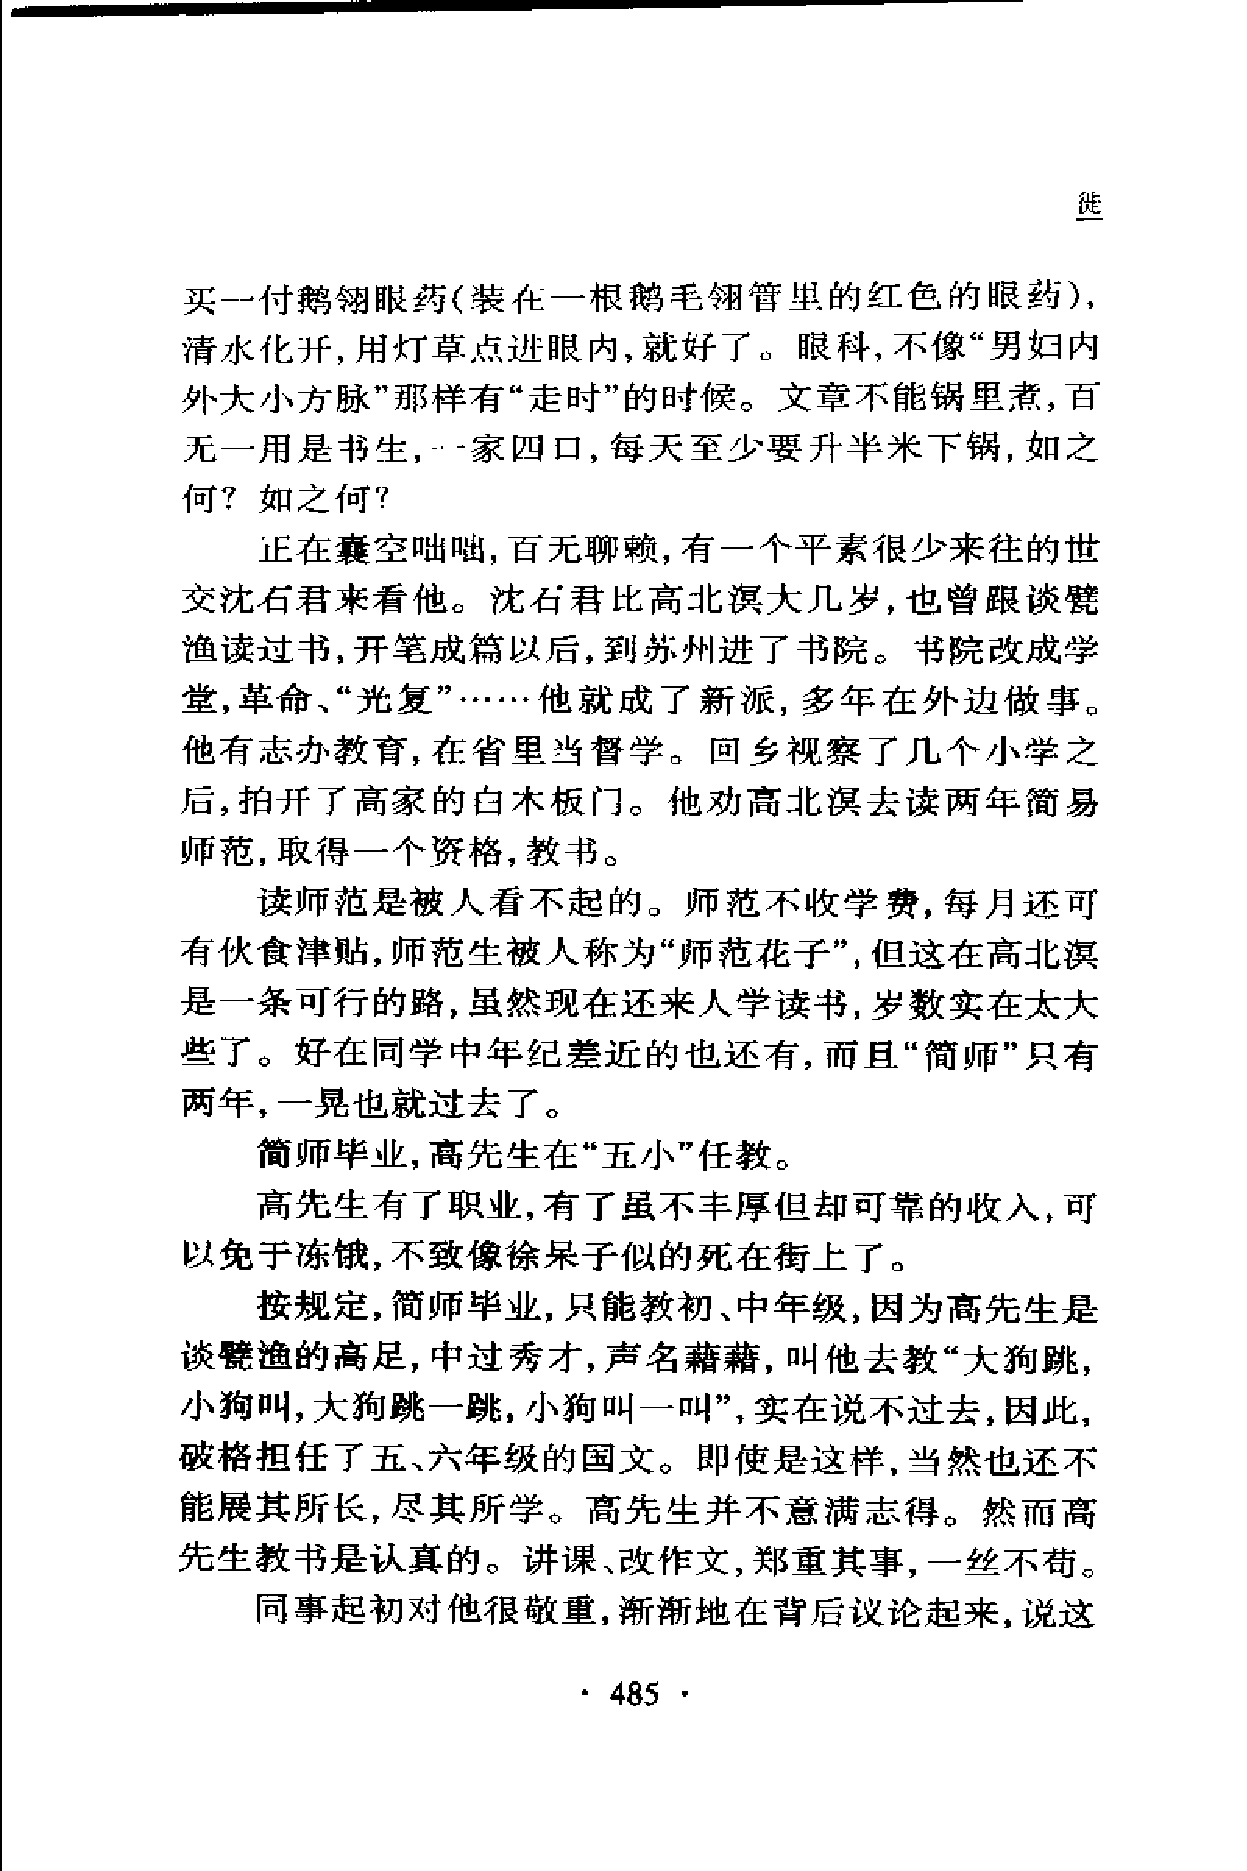 徙
买一付鹅翎眼药(装在一根鹅毛翎管里的红色的眼药),
清水化开,用灯草点进眼内,就好了。眼科,不像“男妇内
外大小方脉”那样有“走时”的时候。文章不能锅里煮,百
无一用是书生,一家四口,每天至少要升半米下锅,如之
何?如之何?
正在囊空咄咄,百无聊赖,有一个平素很少来往的世
交沈石君来看他。沈石君比高北溟大几岁,也曾跟谈甓
渔读过书,开笔成篇以后,到苏州进了书院。书院改成学
堂,革命、“光复”……他就成了新派,多年在外边做事。
他有志办教育,在省里当督学。回乡视察了几个小学之
后,拍开了高家的白木板门。他劝高北溟去读两年简易
师范,取得一个资格,教书。
读师范是被人看不起的。师范不收学费,每月还可
有伙食津贴,师范生被人称为“师范花子”,但这在高北溟
是一条可行的路,虽然现在还来人学读书,岁数实在太大
些了。好在同学中年纪差近的也还有,而且“简师”只有
两年,一晃也就过去了。
简师毕业,高先生在“五小”任教。
高先生有了职业,有了虽不丰厚但却可靠的收入,可
以免于冻饿,不致像徐呆子似的死在街上了。
按规定,简师毕业,只能教初、中年级,因为高先生是
谈甓渔的高足,中过秀才,声名藉藉,叫他去教“大狗跳,
小狗叫,大狗跳一跳,小狗叫一叫”,实在说不过去,因此,
破格担任了五、六年级的国文。即使是这样,当然也还不
能展其所长,尽其所学。高先生并不意满志得。然而高
先生教书是认真的。讲课、改作文,郑重其事,一丝不苟。
同事起初对他很敬重,渐渐地在背后议论起来,说这
· 485 ·